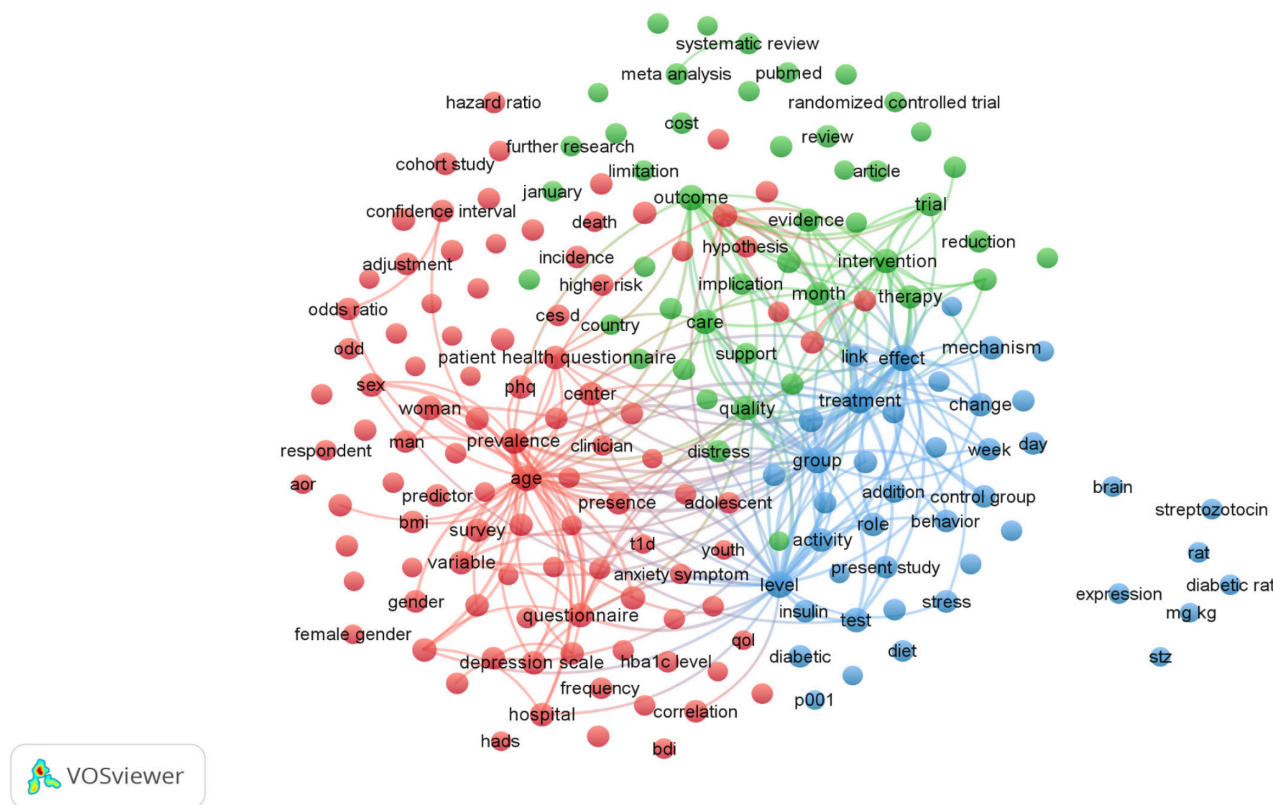 systematic review
meta analysis
pubmed
hazard ratio
randomized controlled trial
cost
review
further research
cohort study
limitation
article
january
outcome
trial
confidence interval
death
evidence
reduction
hypothesis
incidence
adjustment
intervention
higher risk
implication
month
therapy
odds ratio
ces d
country
care
odd
mechanism
patient health questionnaire
support
link
effect
sex
phq
center
treatment
change
woman
quality
man
prevalence
clinician
respondent
distress
week
day
group
age
aor
predictor
addition
control group
brain
presence
adolescent
streptozotocin
bmi
survey
role
behavior
activity
t1d
youth
rat
variable
anxiety symptom
present study
level
diabetic rat
expression
gender
insulin
stress
questionnaire
test
mg kg
female gender
qol
depression scale
hba1c level
diabetic
diet
stz
frequency
p001
hospital
correlation
hads
bdi
VOSviewer